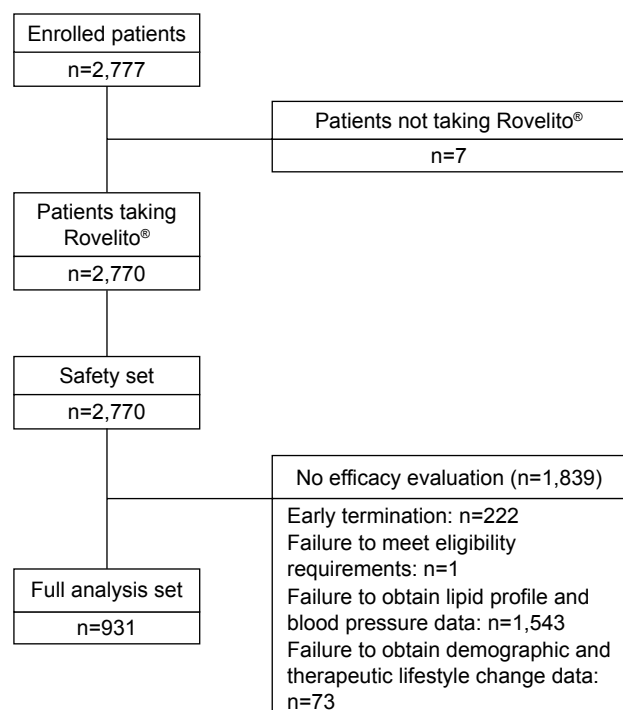 Enrolled patients
n=2,777
Patients not taking Rovelito®
n=7
Patients taking
Rovelito®
n=2,770
Safety set
n=2,770
No efficacy evaluation (n=1,839)
Early termination: n=222
Failure to meet eligibility
requirements: n=1
Failure to obtain lipid profile and
blood pressure data: n=1,543
Failure to obtain demographic and
therapeutic lifestyle change data:
n=73
Full analysis set
n=931